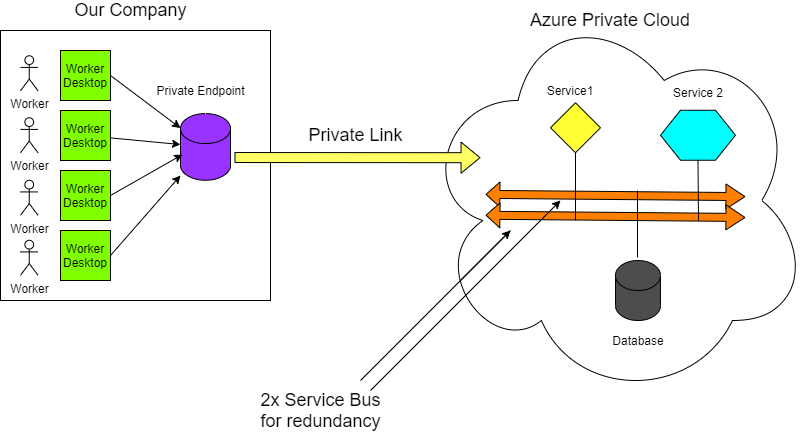 Our Company
Azure Private Cloud
Worker
Worker
Desktop
Private Endpoint
Worker
Worker
Desktop
Worker
Worker
Desktop
Worker
Worker
Desktop
Private Link
Service1
Service 2
Database
2x Service Bus
for redundancy